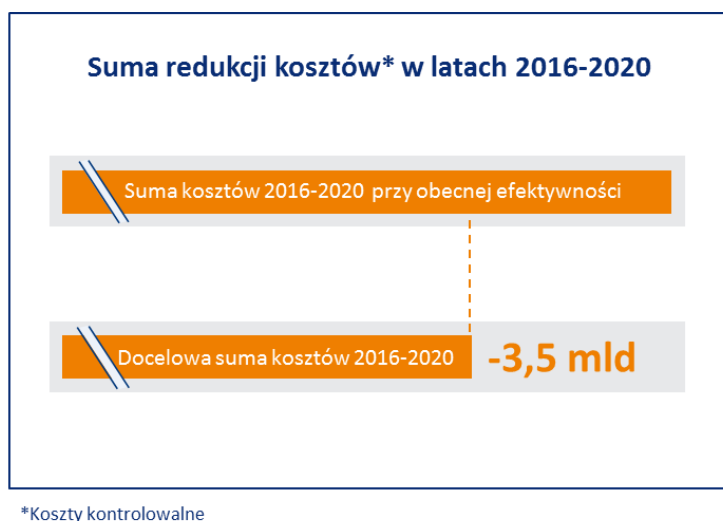 Suma redukcji kosztów* w latach 2016-2020
Suma kosztów 2016-2020 przy obecnej efektywności
Docelowa suma kosztów 2016-2020
-3,5 mld
*Koszty kontrolowalne